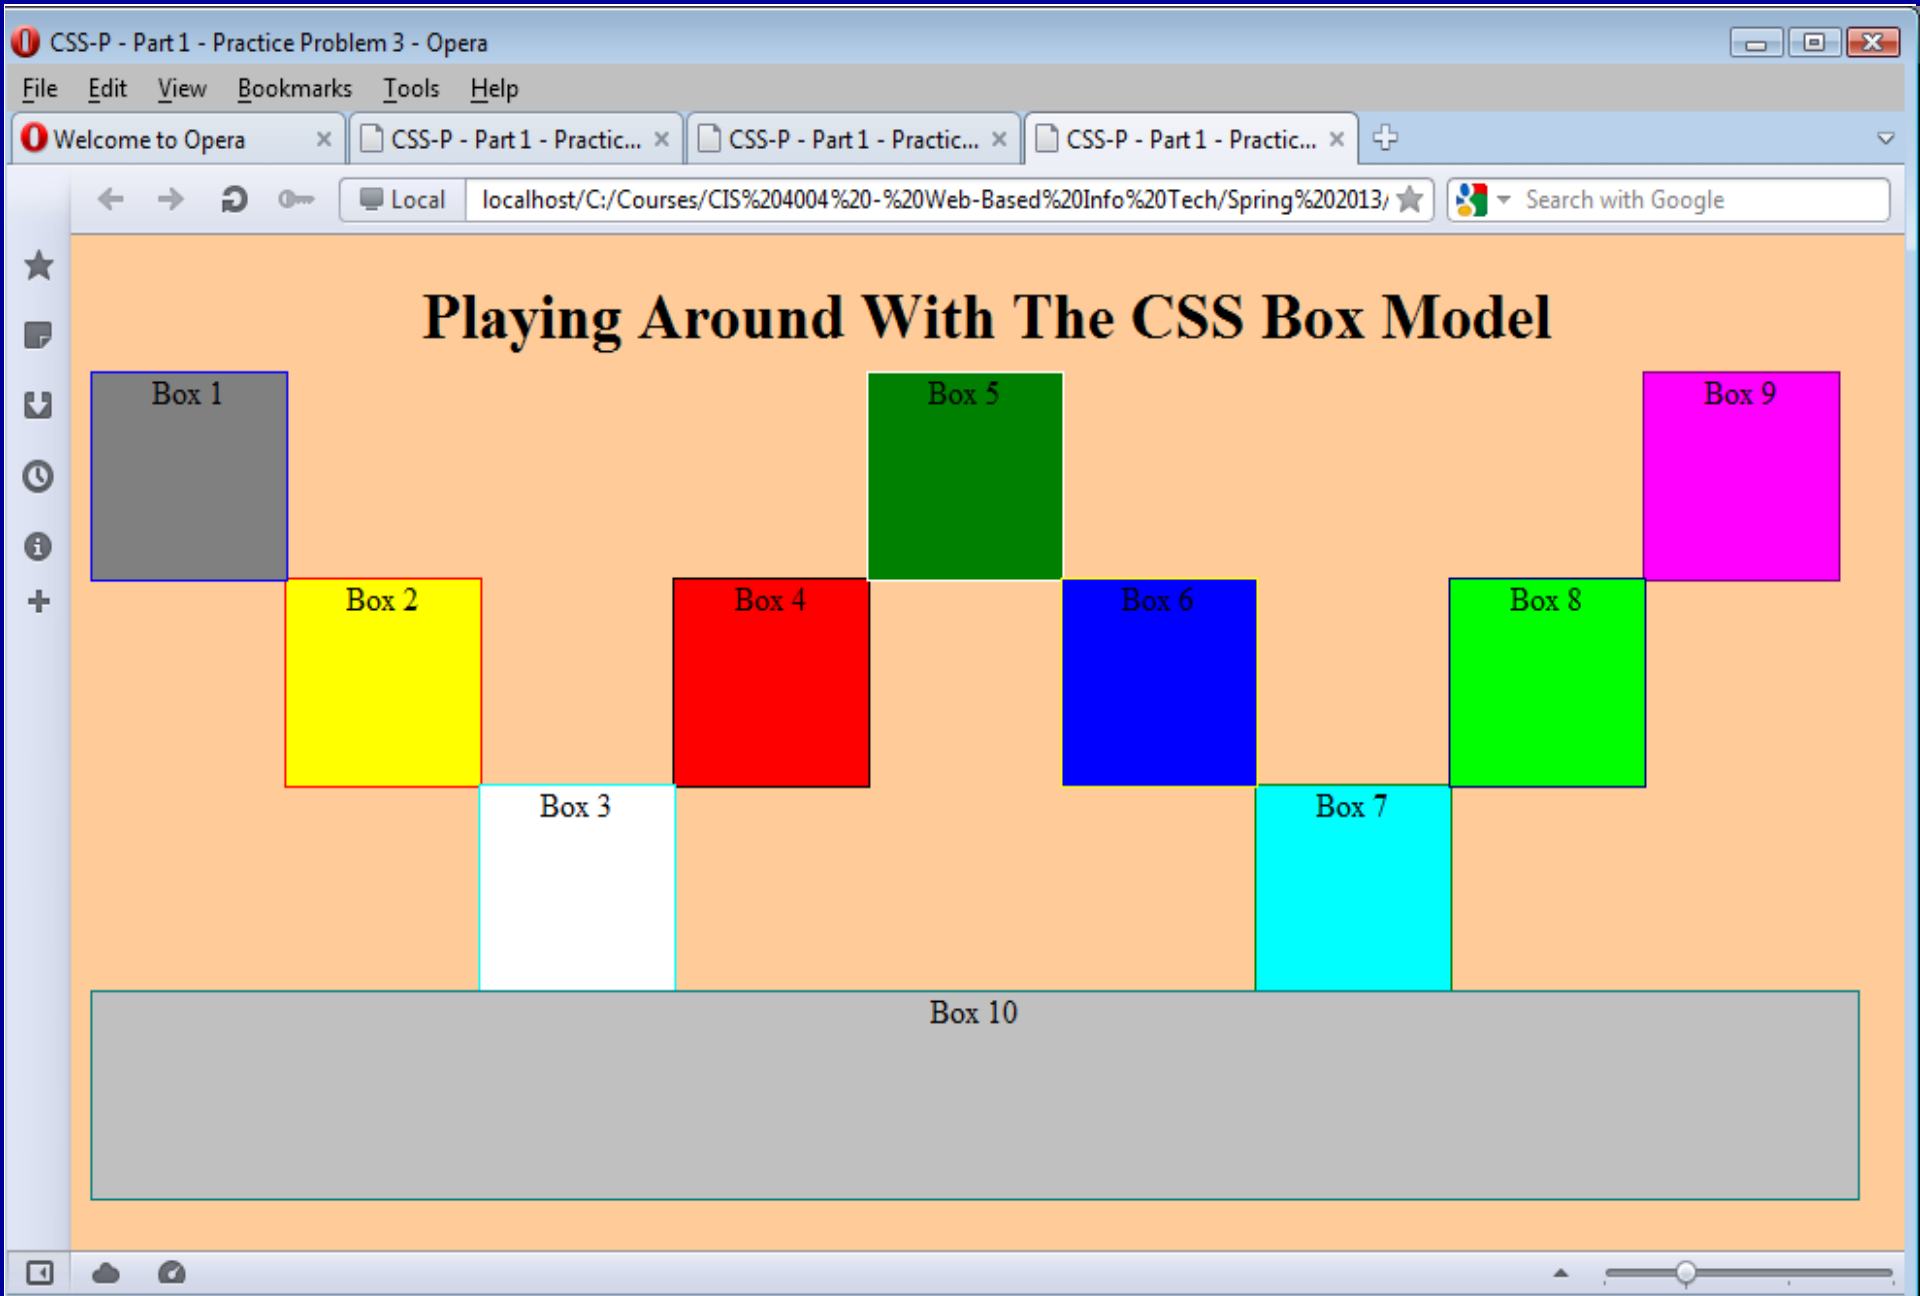 CSS-P - Part 1 - Practice Problem 3 - Opera
File Edit View Bookmarks Tools Help
Welcome to Opera CSS-P - Part 1 - Practic... CSS-P - Part 1 - Practic... CSS-P - Part 1 - Practic...
Local localhost/C:/Courses/CIS%204004%20-%20Web-Based%20Info%20Tech/Spring%202013/ Search with Google
Playing Around With The CSS Box Model
Box 1 Box 5 Box 9
Box 2 Box 4 Box 6 Box 8
Box 3 Box 7
Box 10